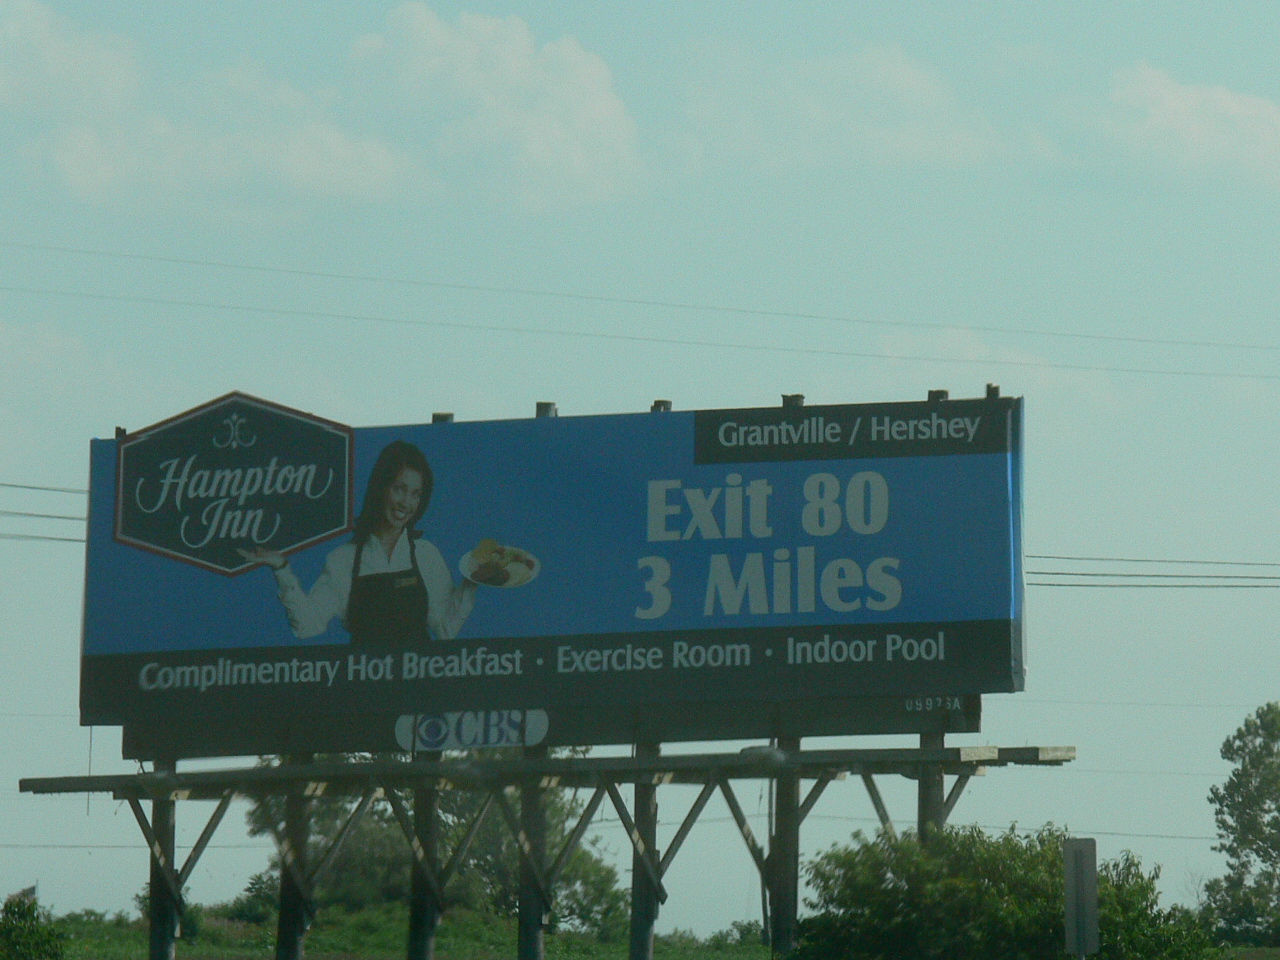 Hampton
Inn
Grantville / Hershey
Exit 80
3 Miles
Complimentary Hot Breakfast · Exercise Room · Indoor Pool
CBS